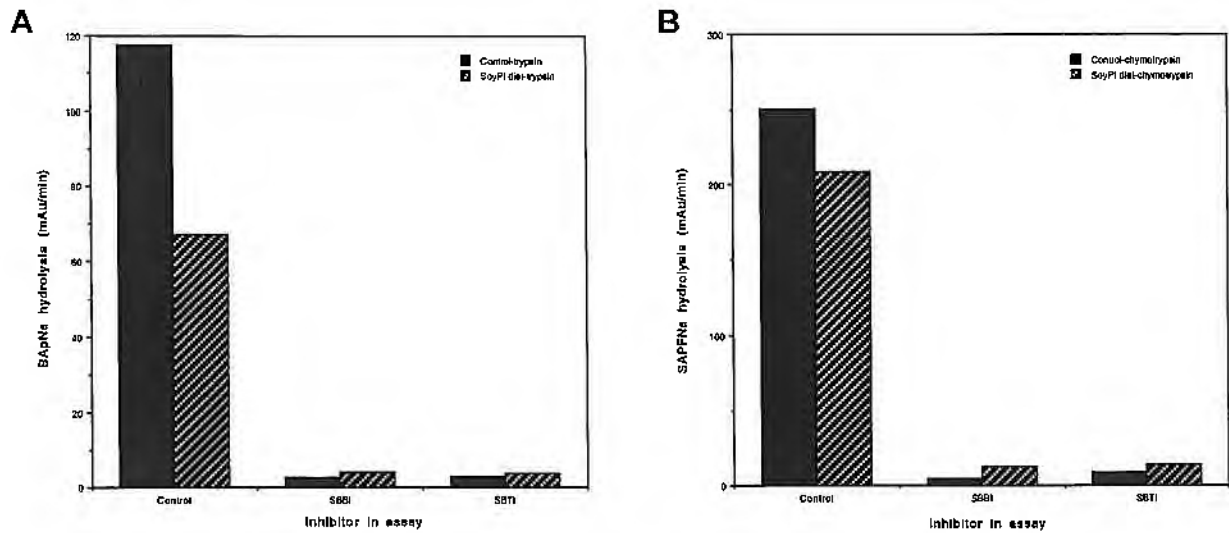 A
120
100
80
60
40
20
0
BApNa hydrolysis (mAu/min)
Control-trypsin
SoyPI diet-trypsin
Control
SBBI
SBTI
Inhibitor in assay
B
300
200
100
0
SAPFNa hydrolysis (mAu/min)
Control-chymotrypsin
SoyPI diet-chymotrypsin
Control
SBBI
SBTI
Inhibitor in assay